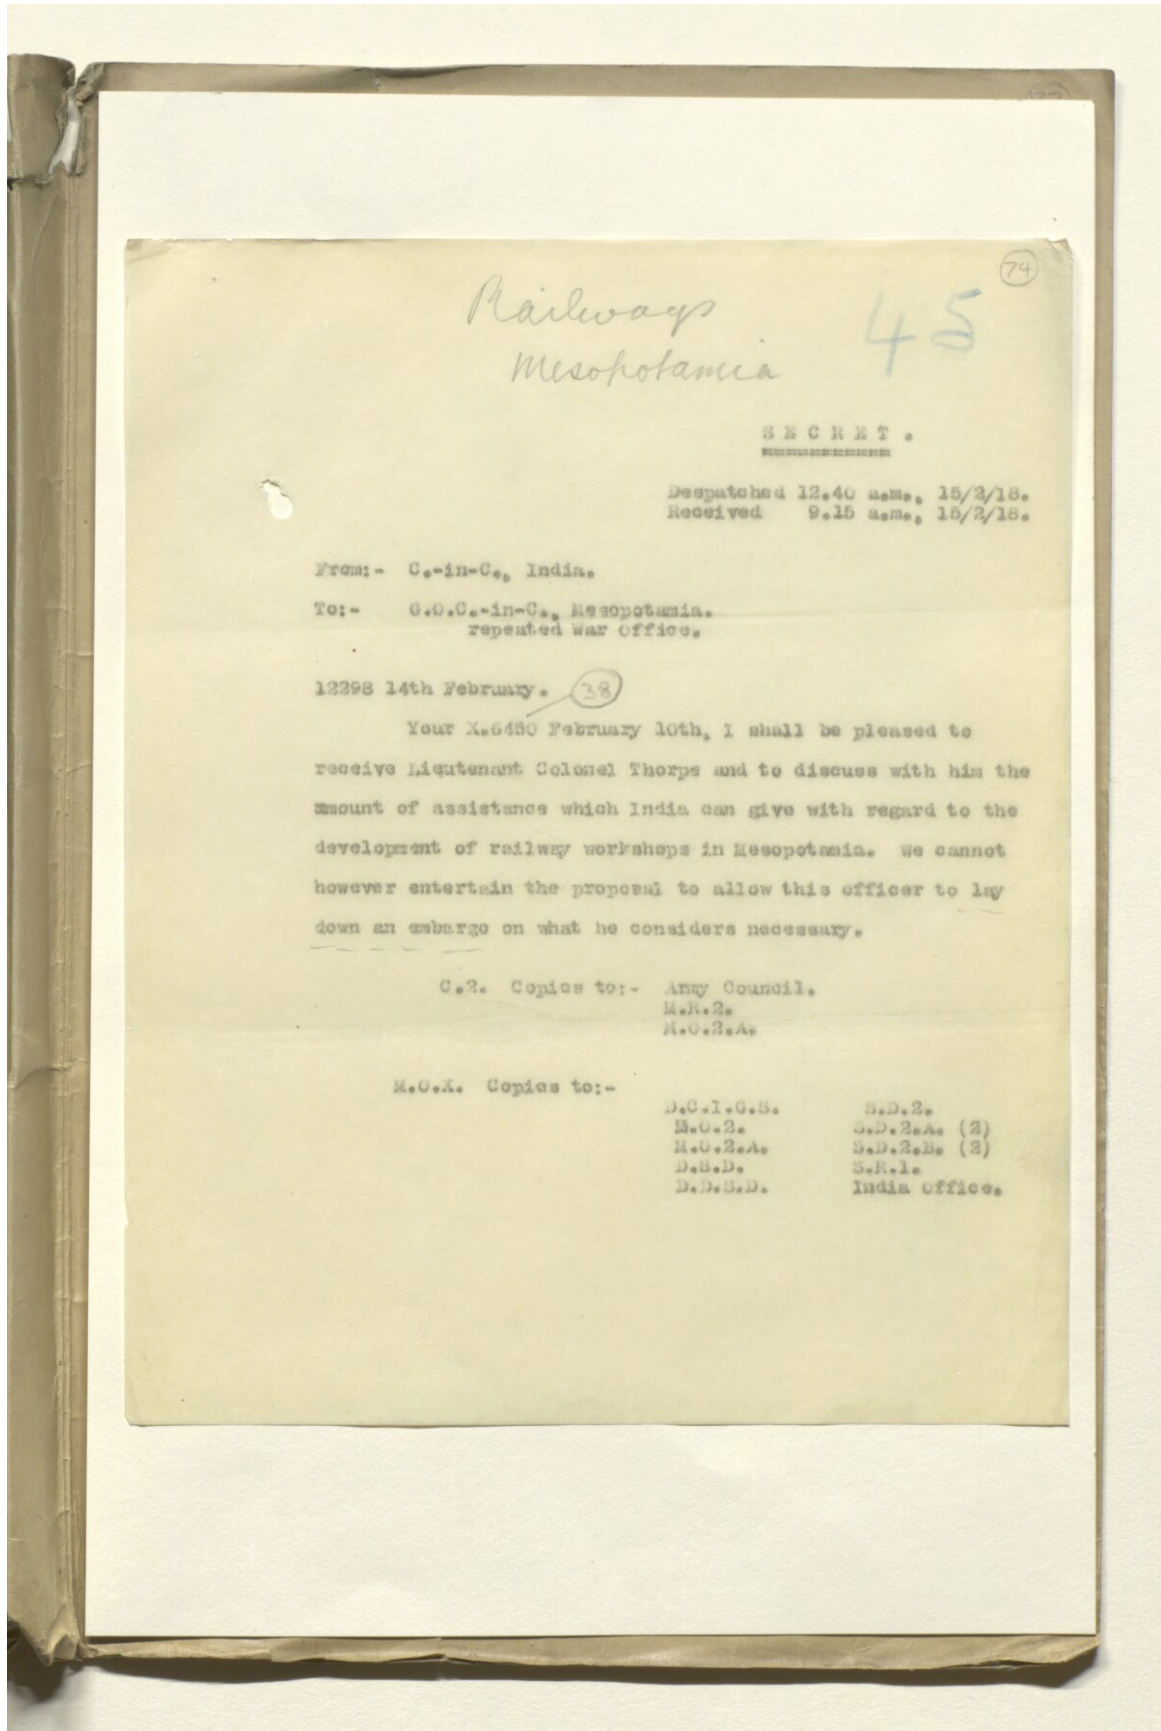 74
Railways
45
Mesopotamia
SECRET.
Despatched 12.40 a.m., 15/2/18.
Received 9.15 a.m., 15/2/18.
From:- C.-in-C., India.
To:- G.O.C.-in-C., Mesopotamia.
repeated War Office.
12298 14th February. 38
Your X.6450 February 10th, I shall be pleased to
receive Lieutenant Colonel Thorpe and to discuss with him the
amount of assistance which India can give with regard to the
development of railway workshops in Mesopotamia. We cannot
however entertain the proposal to allow this officer to lay
down an embargo on what he considers necessary.
C.2. Copies to:- Army Council.
M.R.2.
M.O.2.A.
M.O.X. Copies to:-
D.C.I.G.S. S.D.2.
M.O.2. S.D.2.A. (2)
M.O.2.A. S.D.2.B. (2)
D.S.D. S.R.1.
D.D.S.D. India Office.